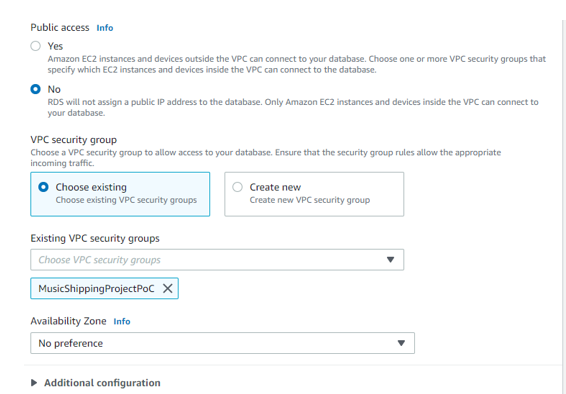 Public access Info
Yes
Amazon EC2 instances and devices outside the VPC can connect to your database. Choose one or more VPC security groups that
specify which EC2 instances and devices inside the VPC can connect to the database.
No
RDS will not assign a public IP address to the database. Only Amazon EC2 instances and devices inside the VPC can connect to
your database.
VPC security group
Choose a VPC security group to allow access to your database. Ensure that the security group rules allow the appropriate
incoming traffic.
Choose existing
Choose existing VPC security groups
Create new
Create new VPC security group
Existing VPC security groups
Choose VPC security groups
MusicShippingProjectPoC
Availability Zone Info
No preference
Additional configuration